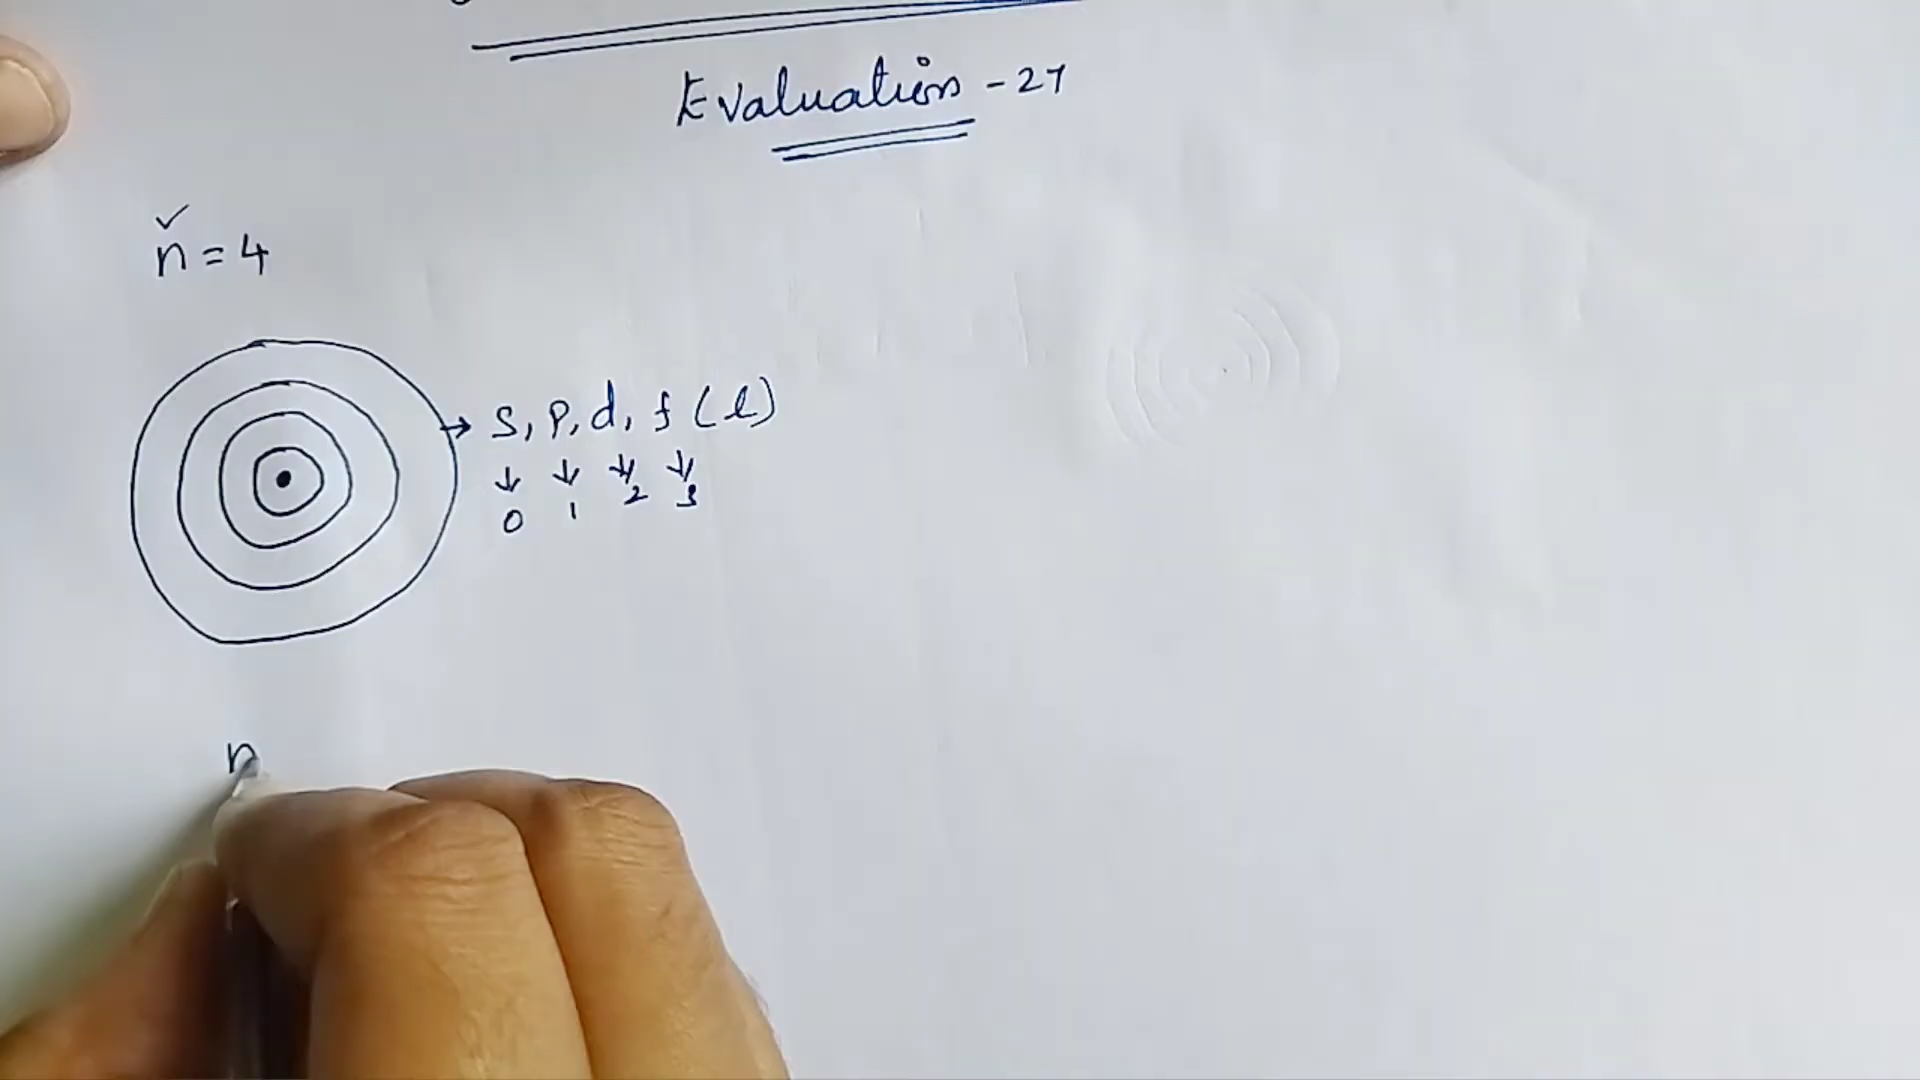 Evaluation - 27
✓
n = 4
→ s, p, d, f (l)
↓ ↓ ↓ ↓
0 1 2 3
n